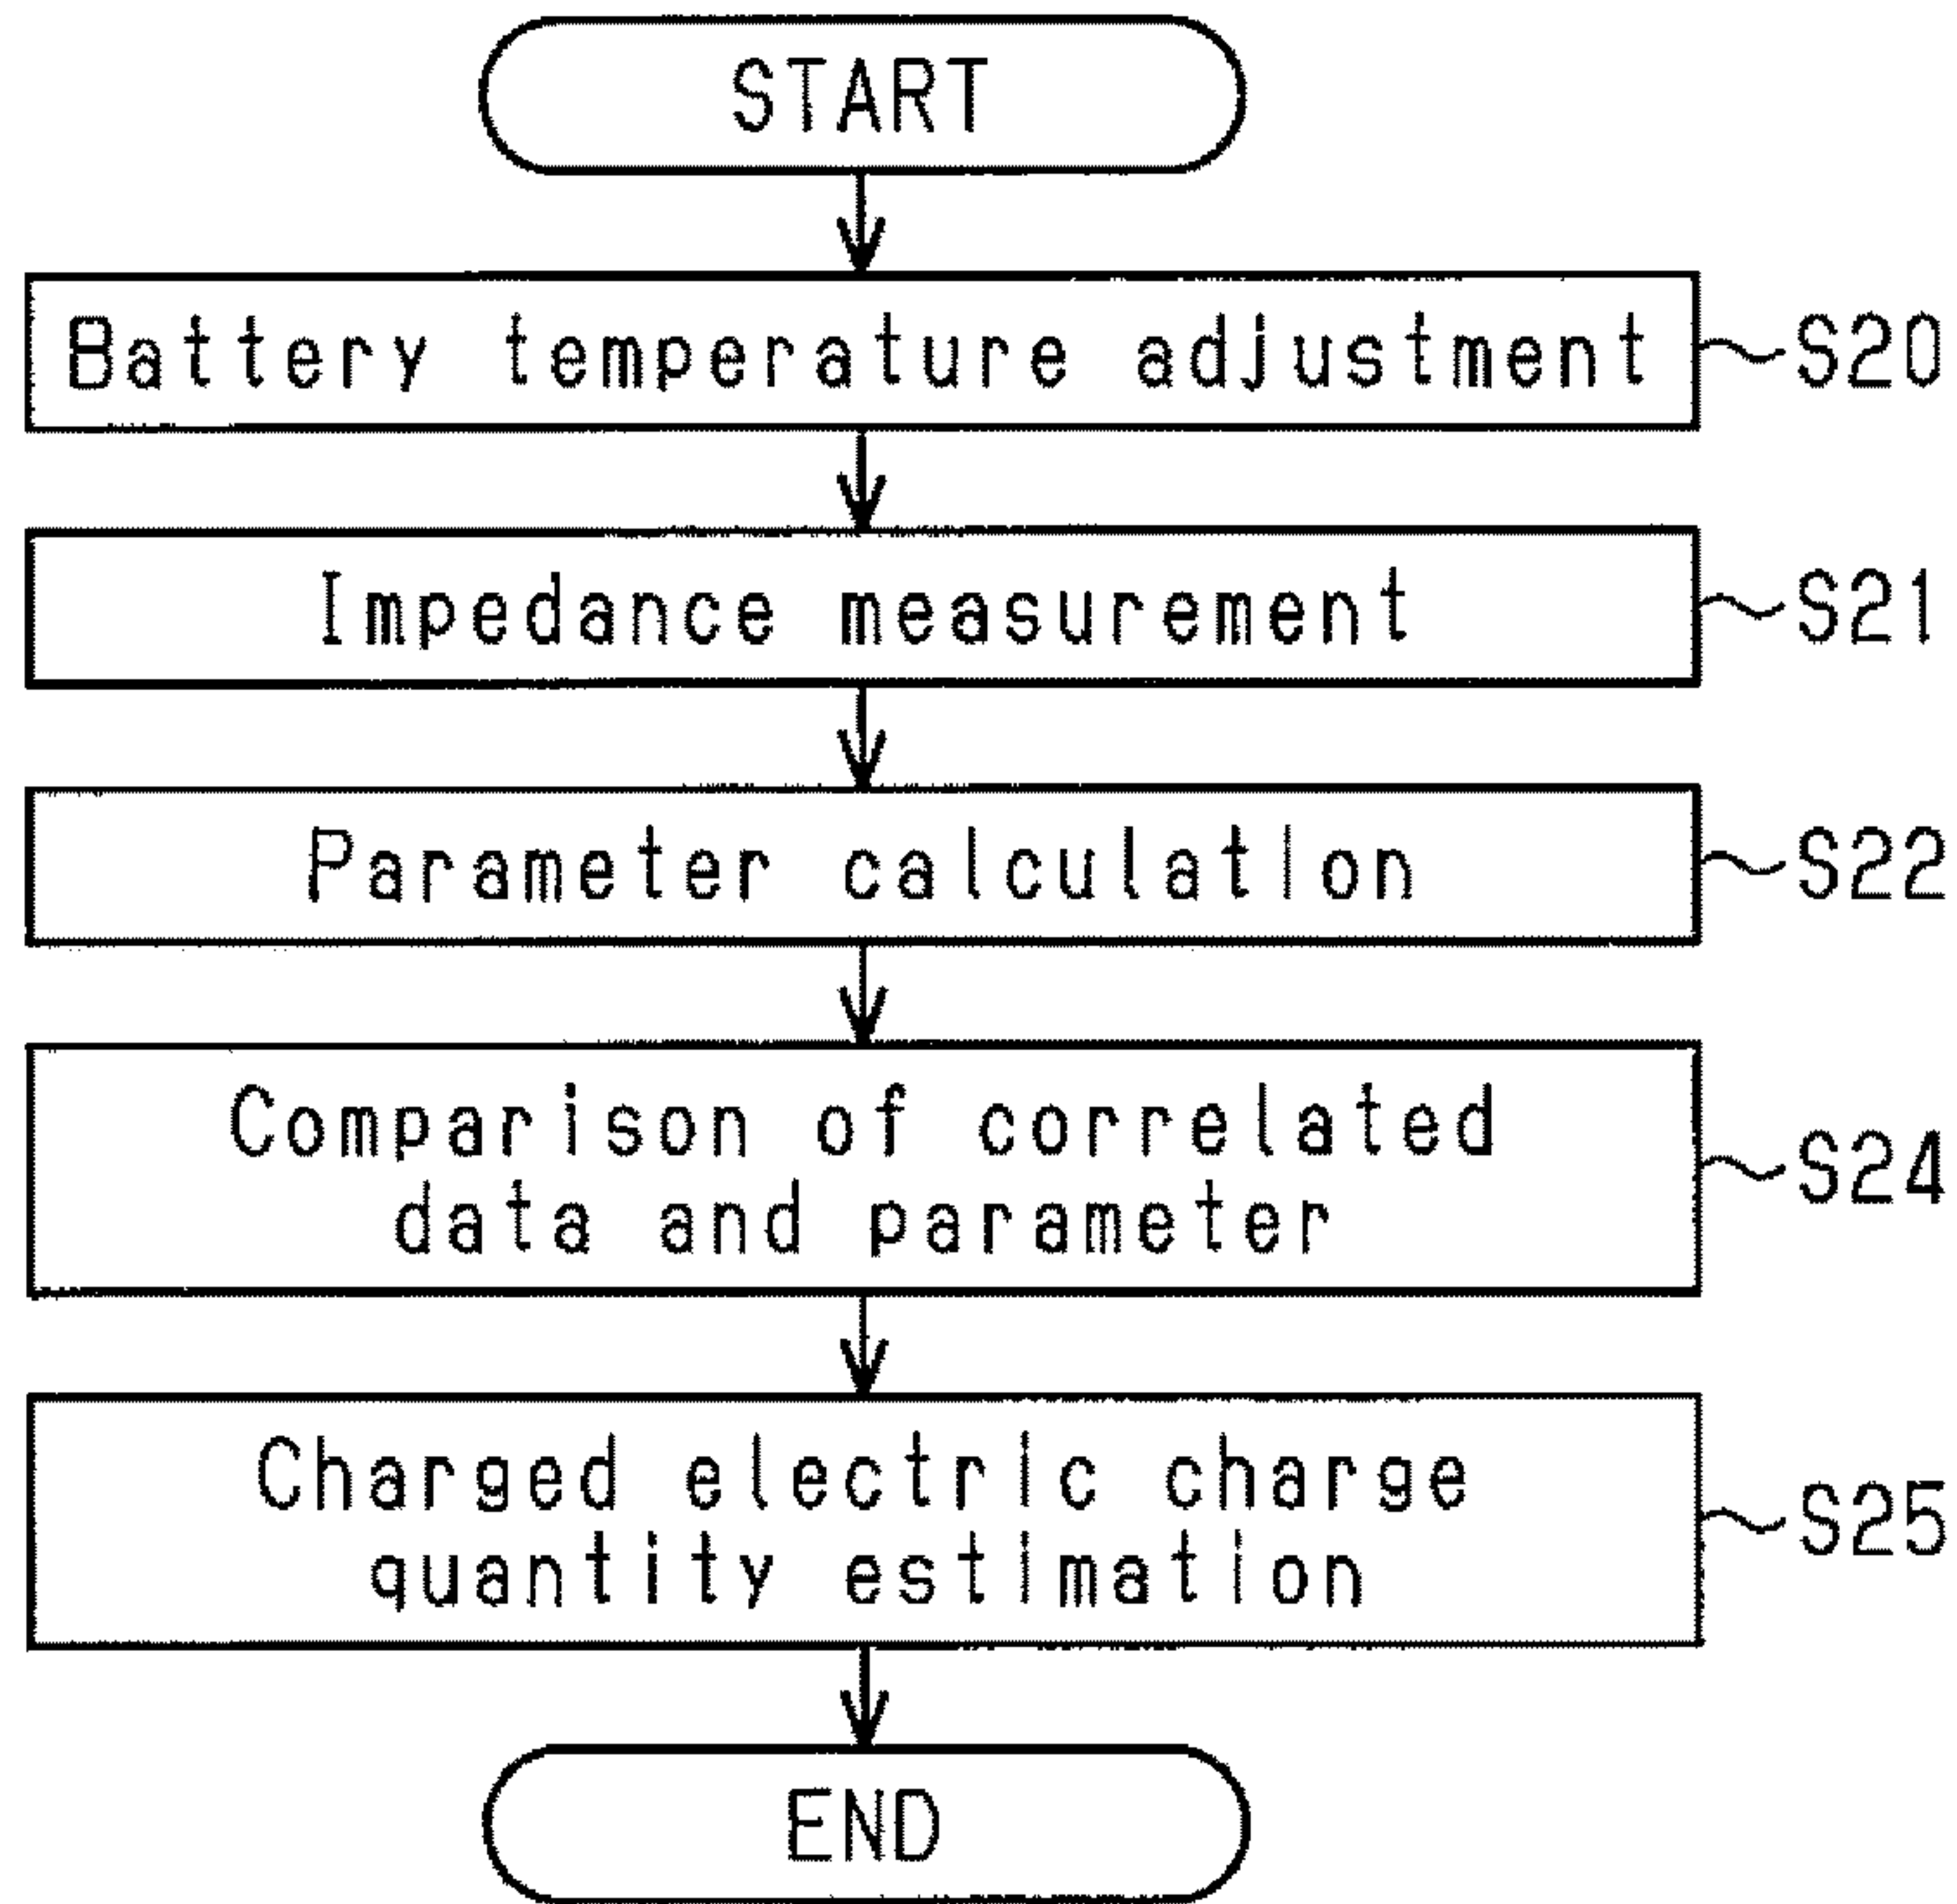 START
Battery temperature adjustment
S20
Impedance measurement
S21
Parameter calculation
S22
Comparison of correlated
data and parameter
S24
Charged electric charge
quantity estimation
S25
END